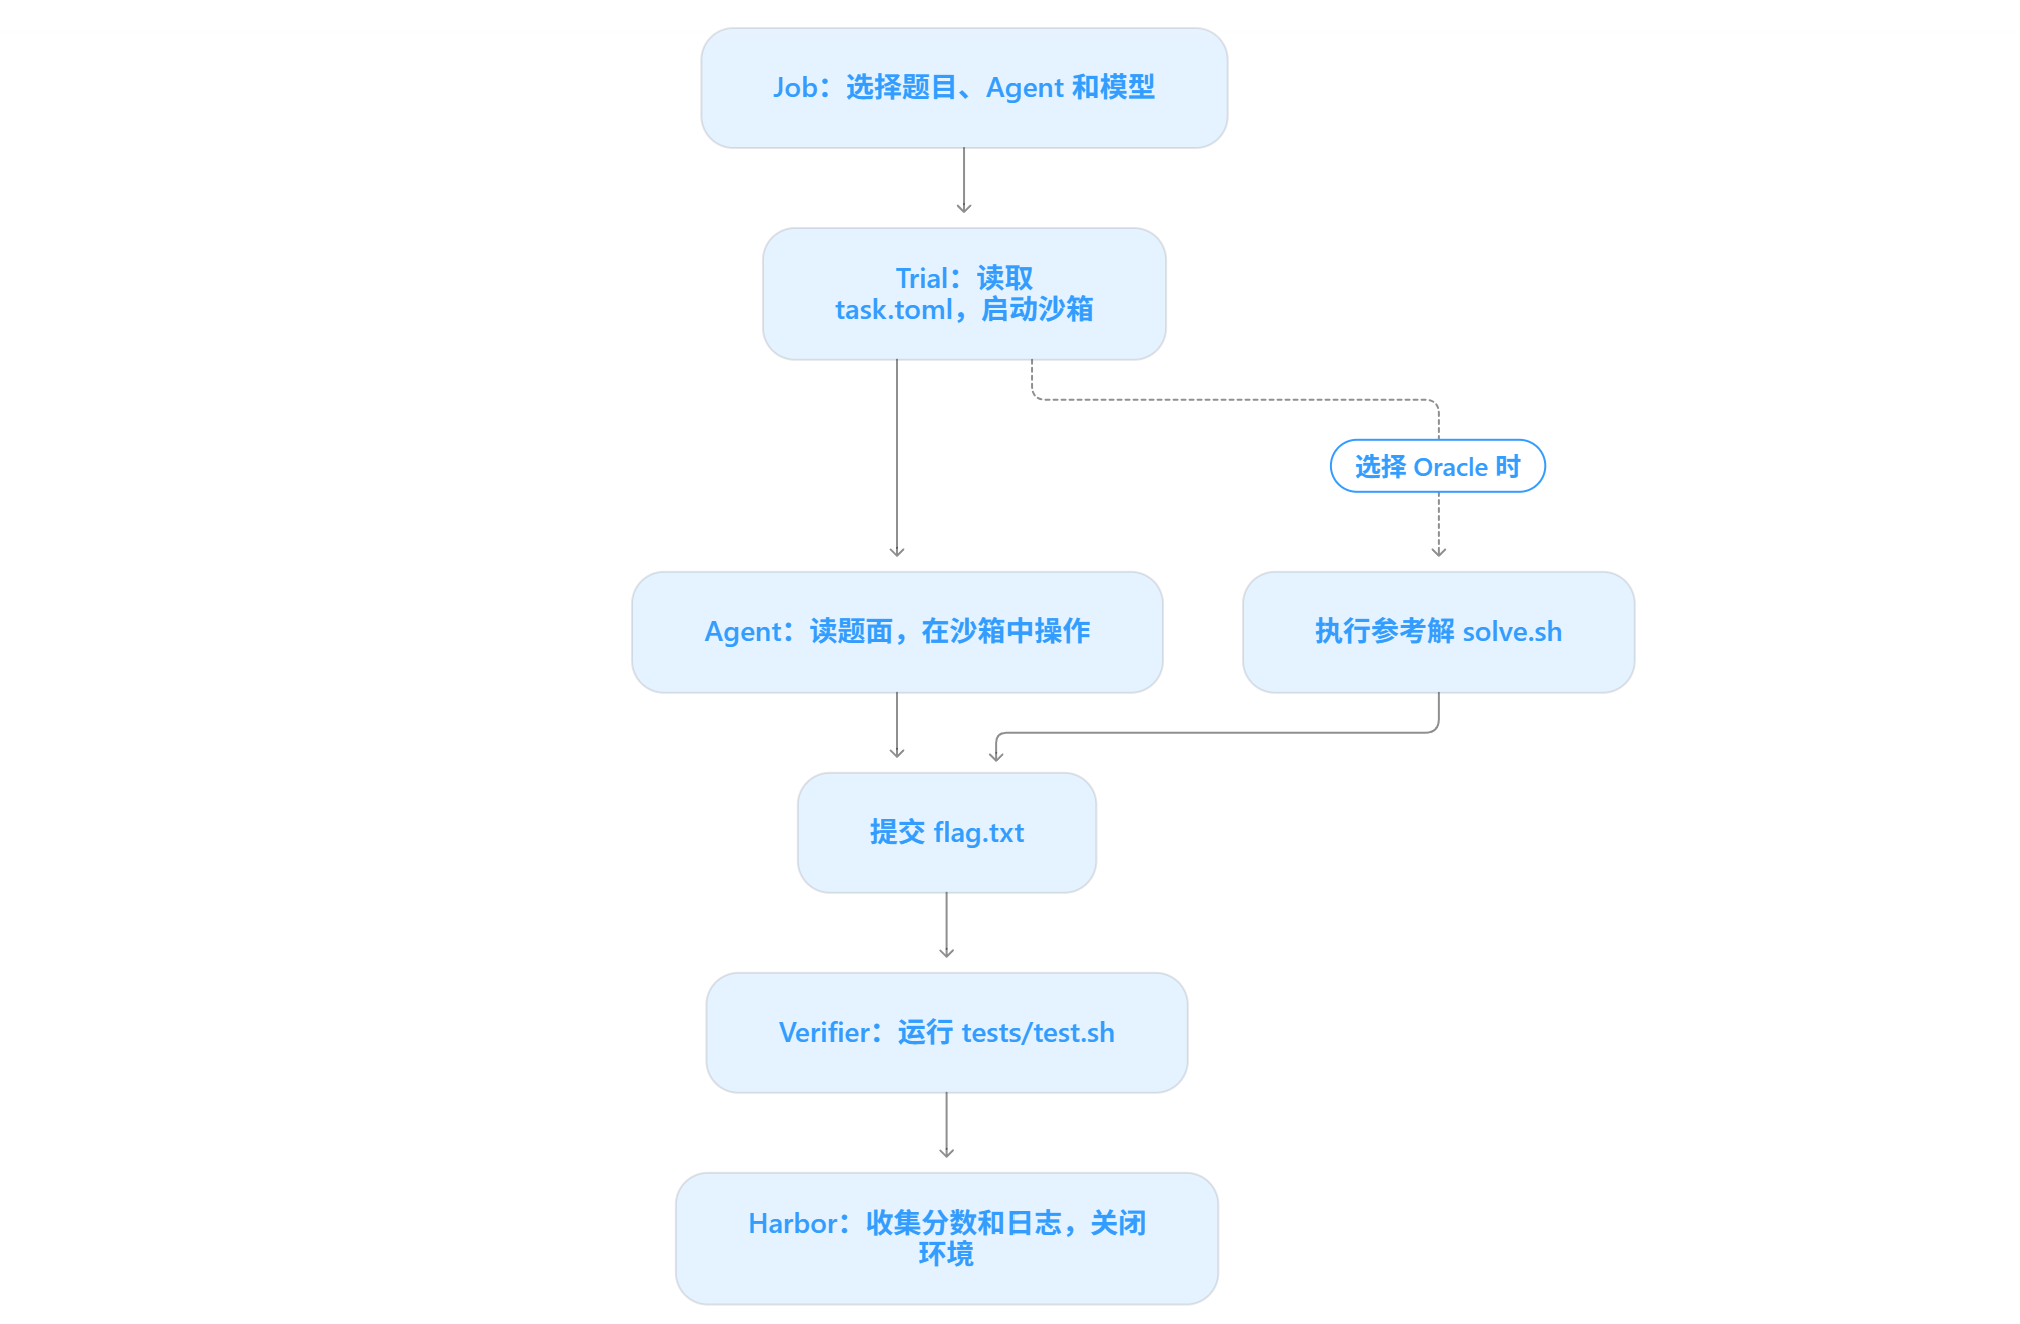 Job：选择题目、Agent 和模型
Trial：读取
task.toml，启动沙箱
选择 Oracle 时
Agent：读题面，在沙箱中操作
执行参考解 solve.sh
提交 flag.txt
Verifier：运行 tests/test.sh
Harbor：收集分数和日志，关闭
环境